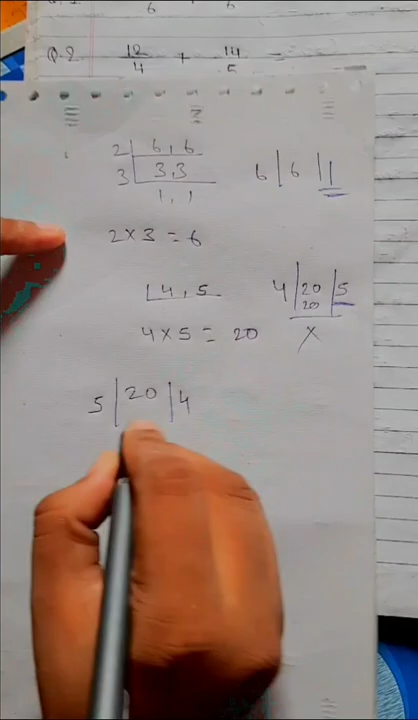 Q.2 12/4 + 14/5 =
2 | 6, 6
3 | 3, 3
1, 1
6 | 6 | 1
2 × 3 = 6
4, 5
4 | 20 | 5
20
×
4 × 5 = 20
5 | 20 | 4